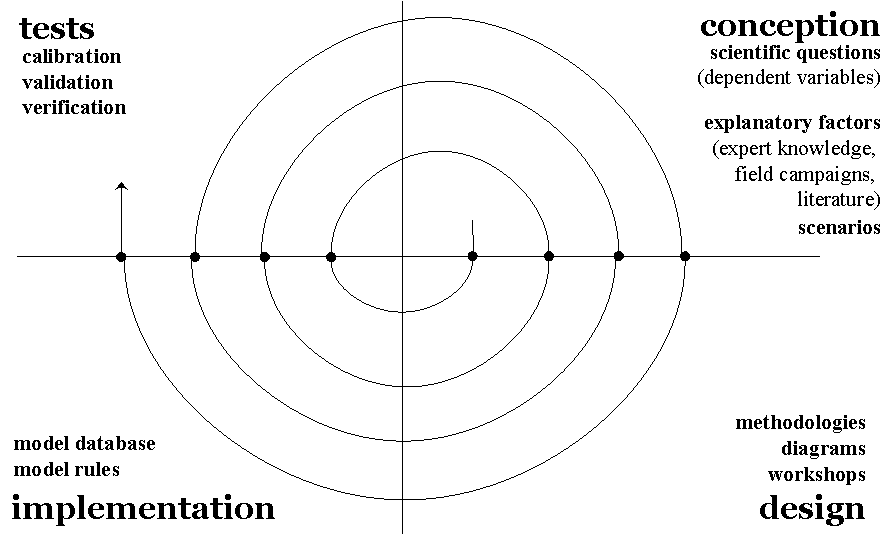 tests
calibration
validation
verification
conception
scientific questions
(dependent variables)
explanatory factors
(expert knowledge,
field campaigns,
literature)
scenarios
model database
model rules
implementation
methodologies
diagrams
workshops
design